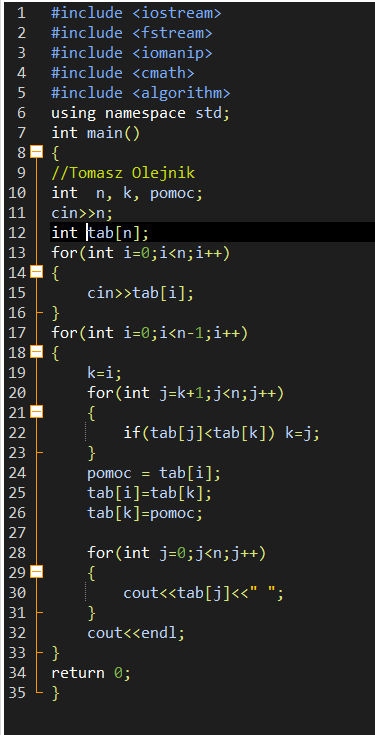 1 #include <iostream>
2 #include <fstream>
3 #include <iomanip>
4 #include <cmath>
5 #include <algorithm>
6 using namespace std;
7 int main()
8 {
9 //Tomasz Olejnik
10 int  n, k, pomoc;
11 cin>>n;
12 int tab[n];
13 for(int i=0;i<n;i++)
14 {
15     cin>>tab[i];
16 }
17 for(int i=0;i<n-1;i++)
18 {
19     k=i;
20     for(int j=k+1;j<n;j++)
21     {
22         if(tab[j]<tab[k]) k=j;
23     }
24     pomoc = tab[i];
25     tab[i]=tab[k];
26     tab[k]=pomoc;
27
28     for(int j=0;j<n;j++)
29     {
30         cout<<tab[j]<<" ";
31     }
32     cout<<endl;
33 }
34 return 0;
35 }